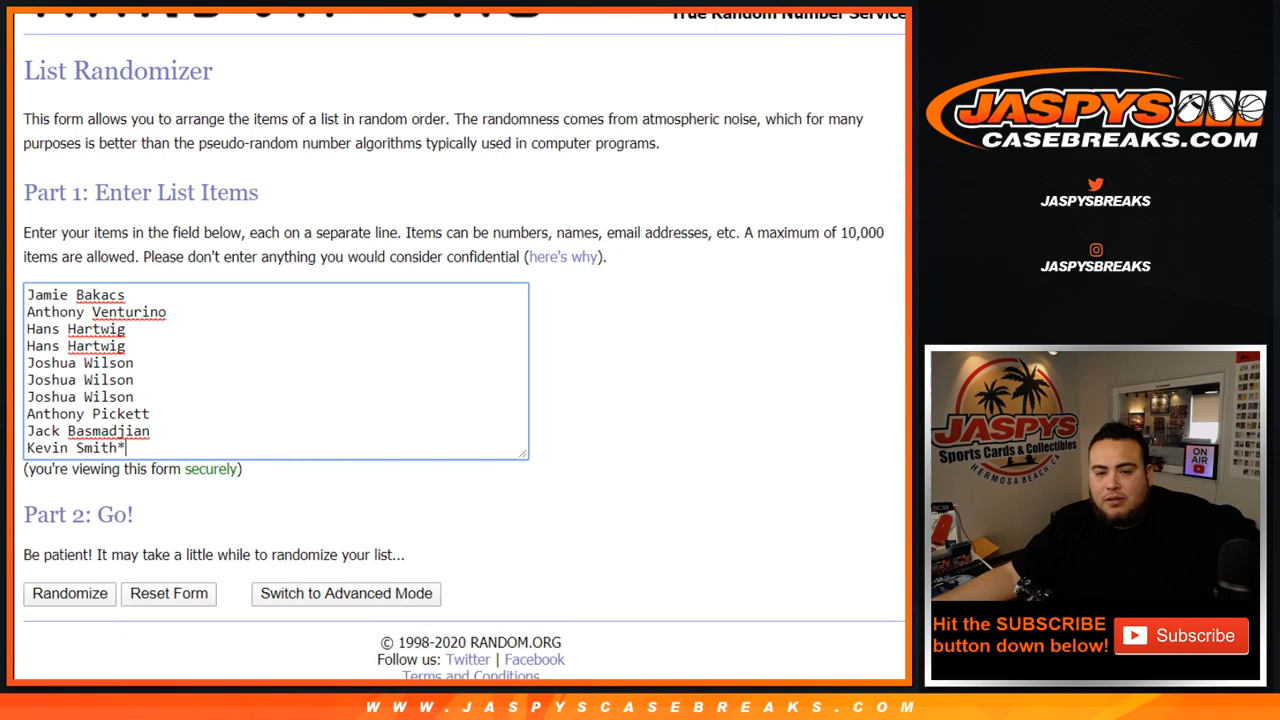 True Random Number Service
List Randomizer
This form allows you to arrange the items of a list in random order. The randomness comes from atmospheric noise, which for many
purposes is better than the pseudo-random number algorithms typically used in computer programs.
Part 1: Enter List Items
Enter your items in the field below, each on a separate line. Items can be numbers, names, email addresses, etc. A maximum of 10,000
items are allowed. Please don't enter anything you would consider confidential (here's why).
Jamie Bakacs
Anthony Venturino
Hans Hartwig
Hans Hartwig
Joshua Wilson
Joshua Wilson
Joshua Wilson
Anthony Pickett
Jack Basmadjian
Kevin Smith*
(you're viewing this form securely)
Part 2: Go!
Be patient! It may take a little while to randomize your list...
Randomize
Reset Form
Switch to Advanced Mode
© 1998-2020 RANDOM.ORG
Follow us: Twitter | Facebook
Terms and Conditions
JASPYS
CASEBREAKS.COM
JASPYSBREAKS
JASPYSBREAKS
JASPYS
Sports Cards & Collectibles
HERMOSA BEACH, CA
ON AIR
Hit the SUBSCRIBE
button down below!
Subscribe
WWW.JASPYSCASEBREAKS.COM